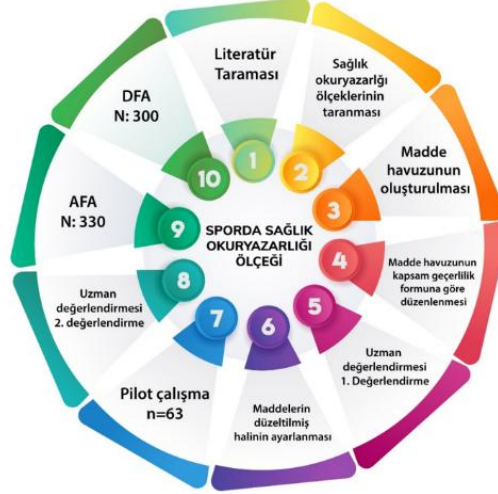 Literatür
Taraması
1
Sağlık
okuryazarlğı
ölçeklerinin
taranması
2
Madde
havuzunun
oluşturulması
3
Madde havuzunun
kapsam geçerlilik
formuna göre
düzenlenmesi
4
Uzman
değerlendirmesi
1. Değerlendirme
5
Maddelerin
düzeltilmiş
halinin ayarlanması
6
Pilot çalışma
n=63
7
Uzman
değerlendirmesi
2. değerlendirme
8
AFA
N: 330
9
DFA
N: 300
10
SPORDA SAĞLIK
OKURYAZARLIĞI
ÖLÇEĞİ